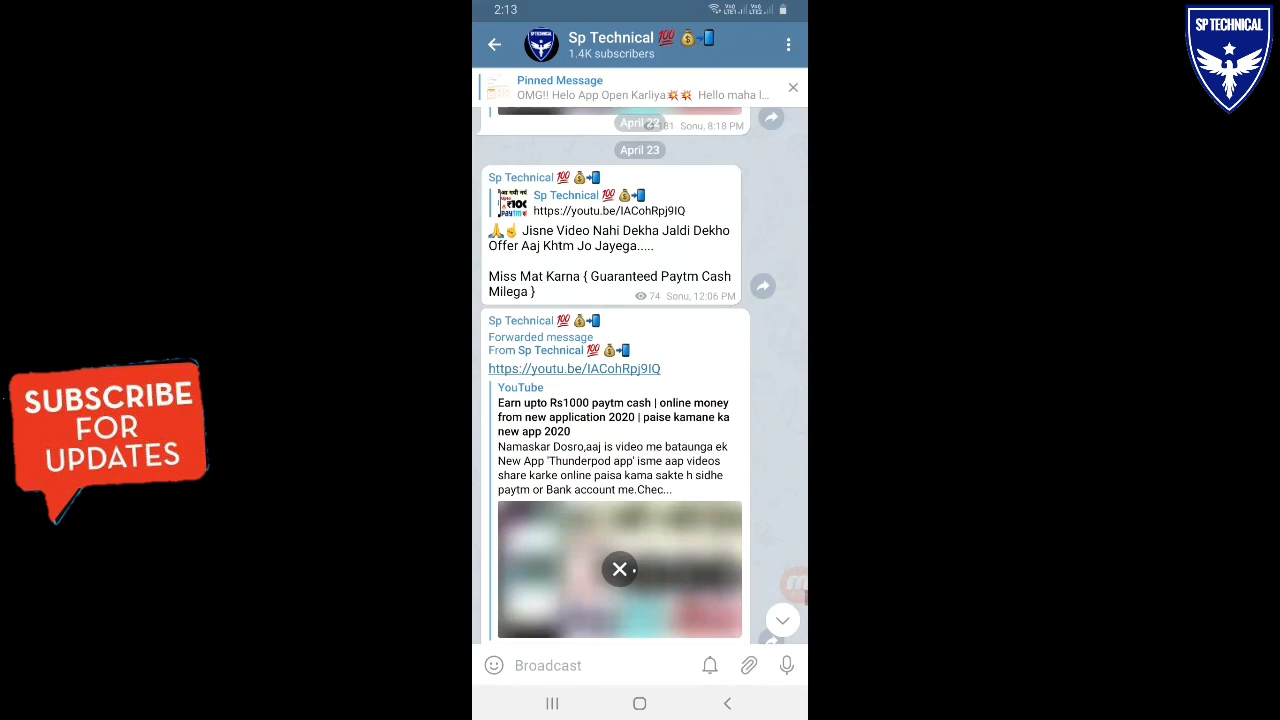 2:13
Sp Technical 💯 💰📲
1.4K subscribers
Pinned Message
OMG!! Helo App Open Karliya💥💥 Hello maha l...
April 22
181 Sonu, 8:18 PM
April 23
Sp Technical 💯 💰📲
Sp Technical 💯 💰📲
https://youtu.be/IACohRpj9IQ
🙏☝ Jisne Video Nahi Dekha Jaldi Dekho
Offer Aaj Khtm Jo Jayega.....
Miss Mat Karna { Guaranteed Paytm Cash
Milega }
74 Sonu, 12:06 PM
Sp Technical 💯 💰📲
Forwarded message
From Sp Technical 💯 💰📲
https://youtu.be/IACohRpj9IQ
YouTube
Earn upto Rs1000 paytm cash | online money
from new application 2020 | paise kamane ka
new app 2020
Namaskar Dosro,aaj is video me bataunga ek
New App 'Thunderpod app' isme aap videos
share karke online paisa kama sakte h sidhe
paytm or Bank account me.Chec...
Broadcast
SUBSCRIBE
FOR
UPDATES
SP TECHNICAL